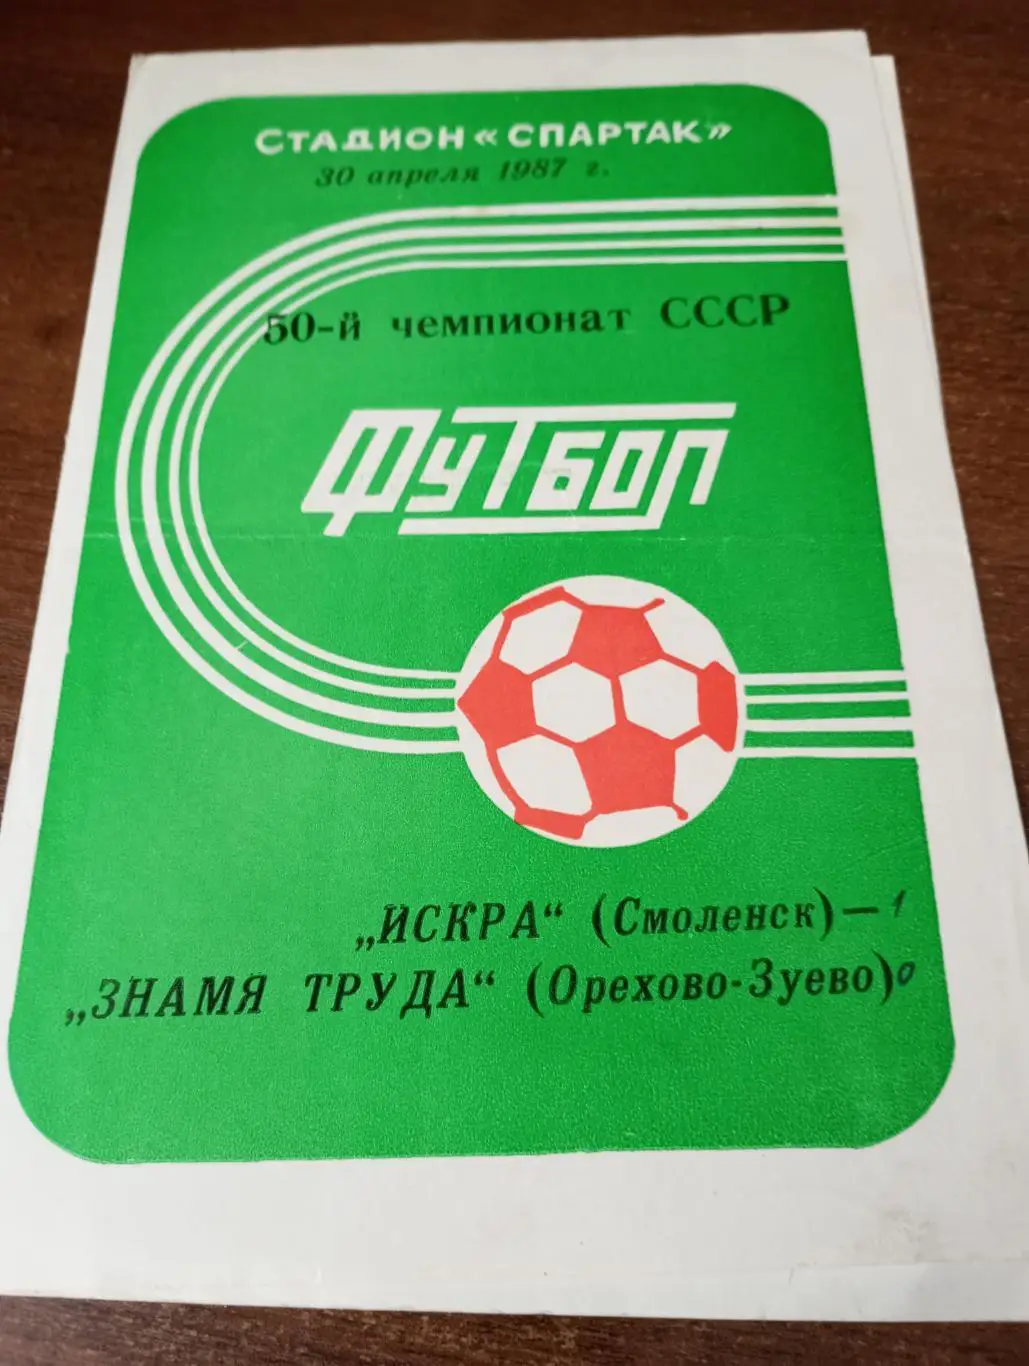 СТАДИОН «СПАРТАК»
30 апреля 1987 г.
50-й чемпионат СССР
ФУТБОЛ
„ИСКРА“ (Смоленск) — 1
„ЗНАМЯ ТРУДА“ (Орехово-Зуево) 0